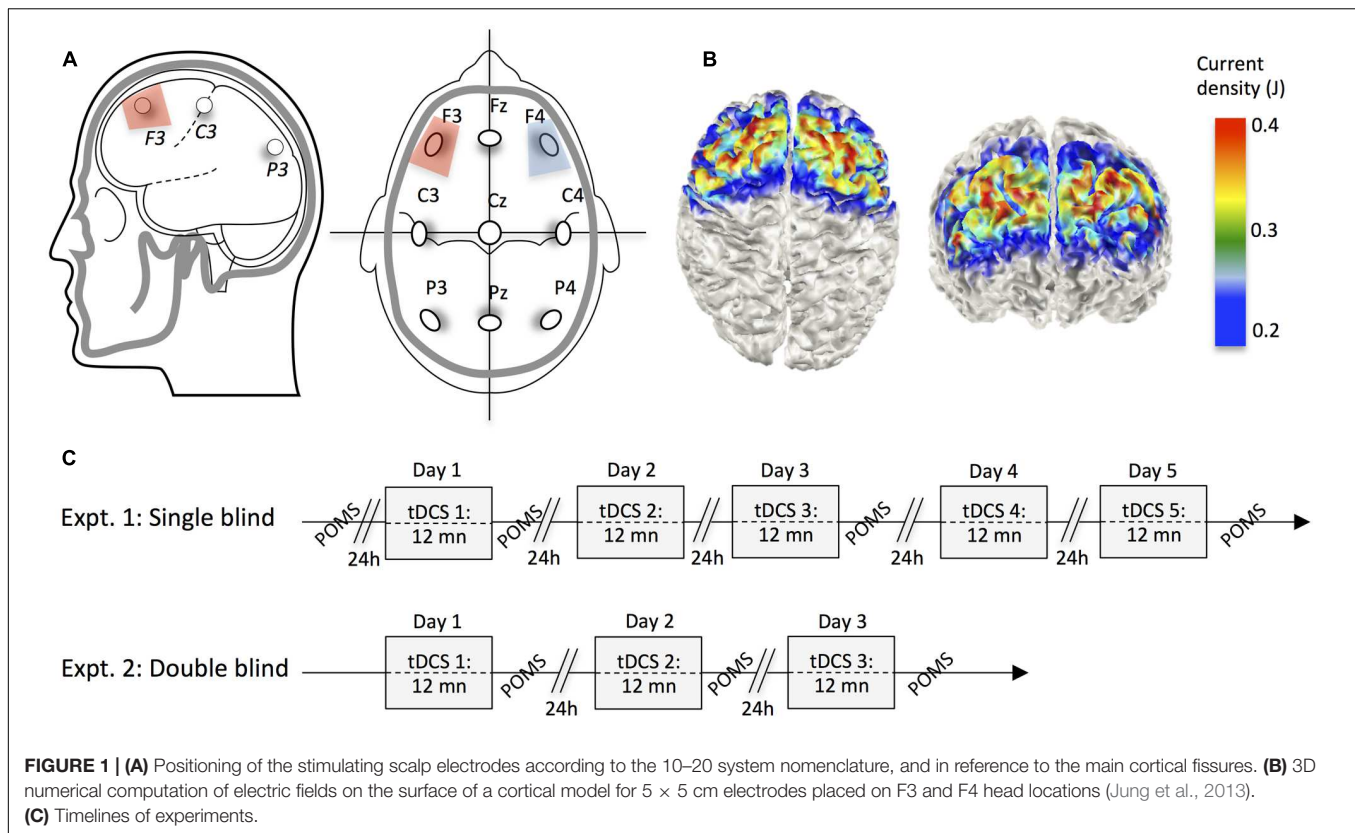 A
F3
C3
P3
Fz
F3
F4
C3
Cz
C4
P3
Pz
P4
B
Current
density (J)
0.4
0.3
0.2
C
Expt. 1: Single blind
POMS
24h
Day 1
tDCS 1:
12 mn
POMS
24h
Day 2
tDCS 2:
12 mn
24h
Day 3
tDCS 3:
12 mn
POMS
24h
Day 4
tDCS 4:
12 mn
24h
Day 5
tDCS 5:
12 mn
POMS
Expt. 2: Double blind
Day 1
tDCS 1:
12 mn
POMS
24h
Day 2
tDCS 2:
12 mn
POMS
24h
Day 3
tDCS 3:
12 mn
POMS
FIGURE 1 | (A) Positioning of the stimulating scalp electrodes according to the 10–20 system nomenclature, and in reference to the main cortical fissures. (B) 3D
numerical computation of electric fields on the surface of a cortical model for 5 × 5 cm electrodes placed on F3 and F4 head locations (Jung et al., 2013).
(C) Timelines of experiments.